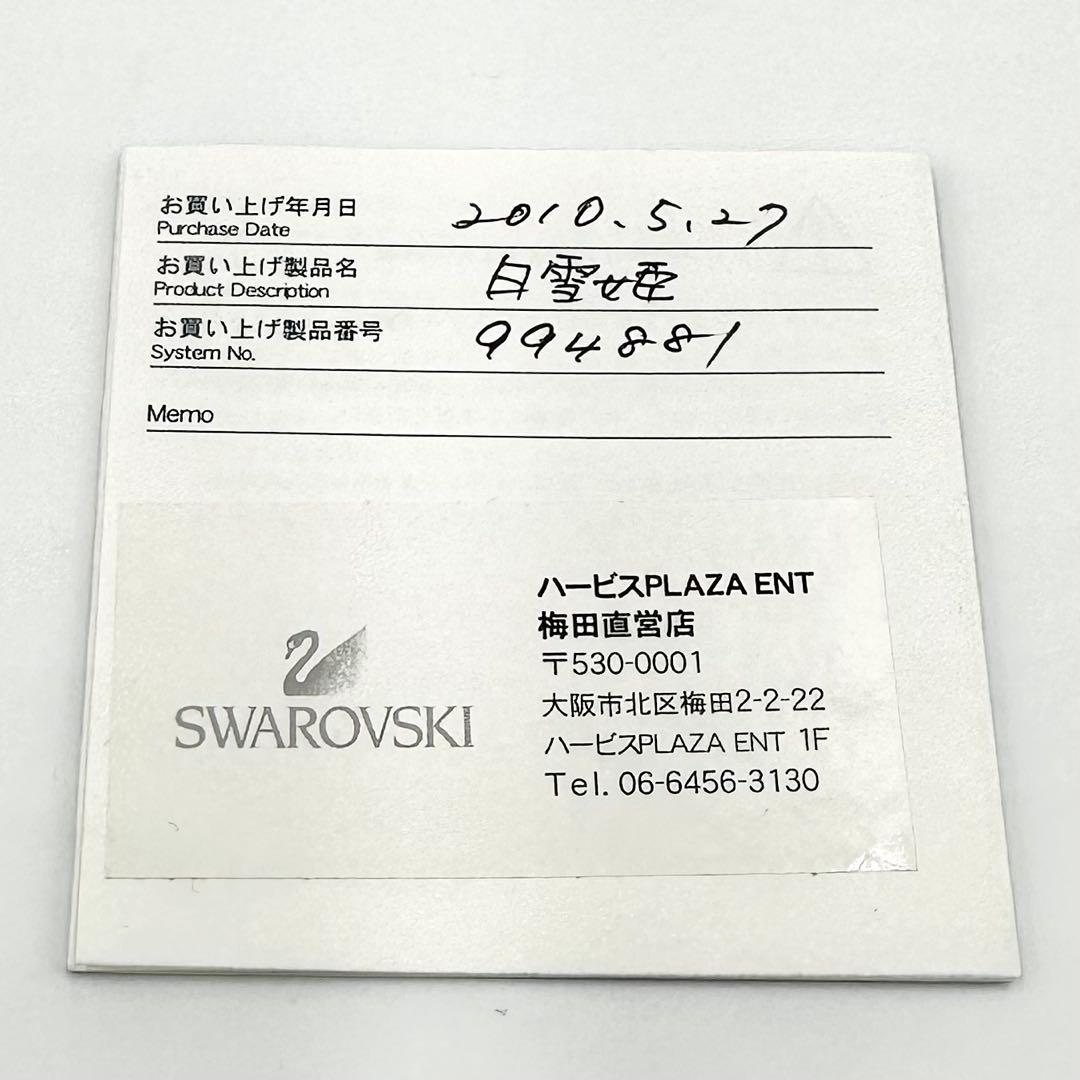 お買い上げ年月日 2010.5.27
Purchase Date
お買い上げ製品名 白雪姫
Product Description
お買い上げ製品番号 994881
System No.
Memo
SWAROVSKI
ハービスPLAZA ENT
梅田直営店
〒530-0001
大阪市北区梅田2-2-22
ハービスPLAZA ENT 1F
Tel. 06-6456-3130